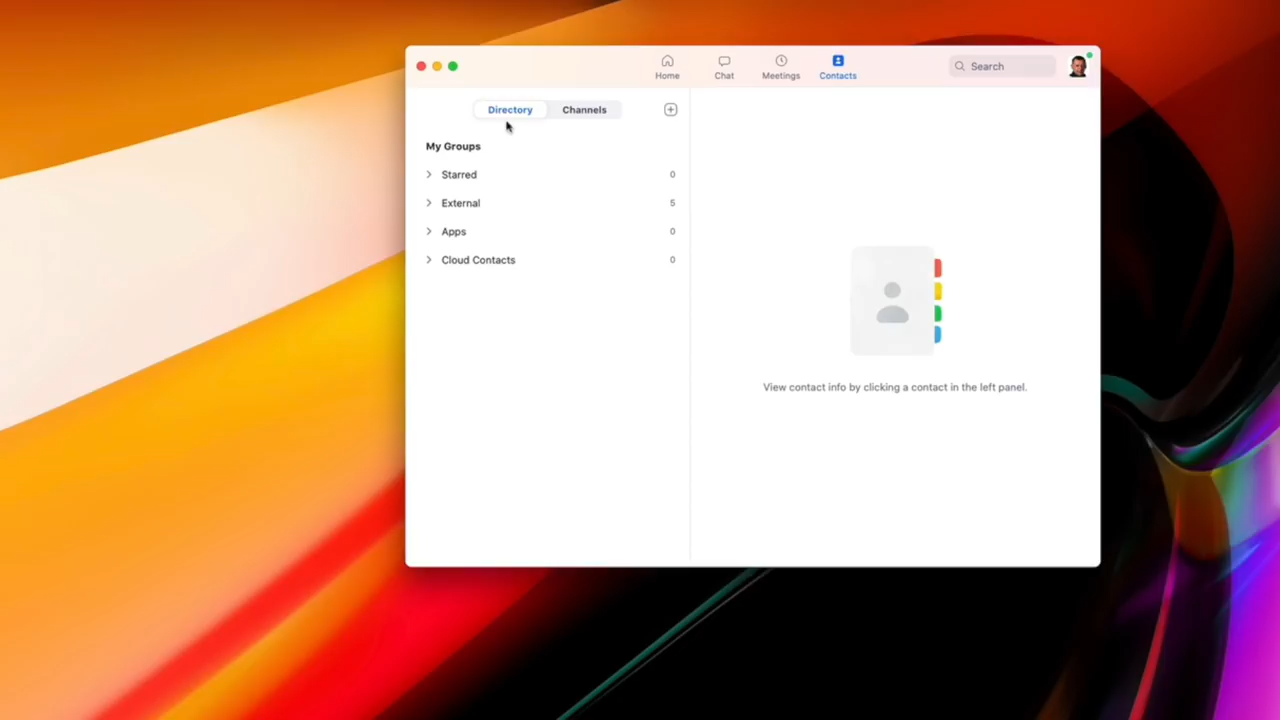 Home
Chat
Meetings
Contacts
Search
Directory
Channels
My Groups
Starred 0
External 5
Apps 0
Cloud Contacts 0
View contact info by clicking a contact in the left panel.